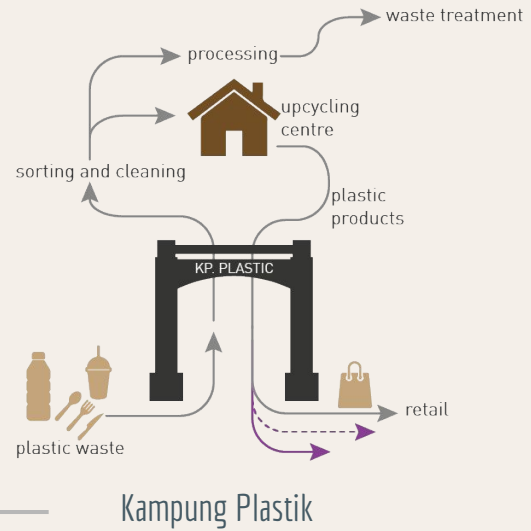 waste treatment
processing
upcycling
centre
sorting and cleaning
plastic
products
KP. PLASTIC
retail
plastic waste
Kampung Plastik